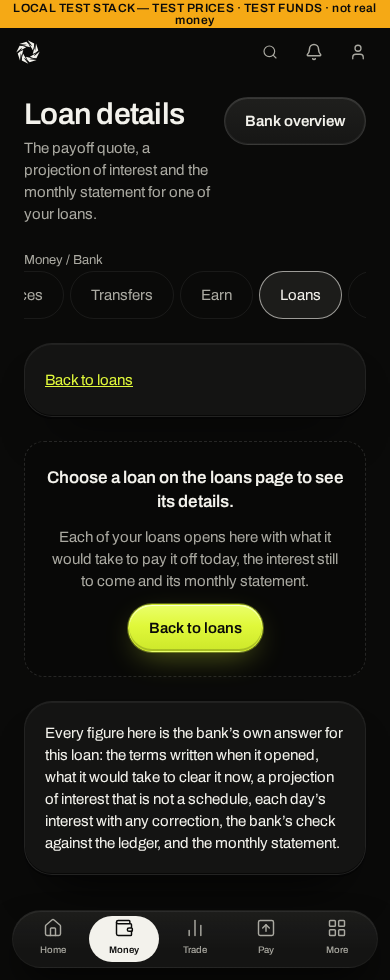 LOCAL TEST STACK — TEST PRICES · TEST FUNDS · not real
money
Loan details
Bank overview
The payoff quote, a
projection of interest and the
monthly statement for one of
your loans.
Money / Bank
ces
Transfers
Earn
Loans
Back to loans
Choose a loan on the loans page to see
its details.
Each of your loans opens here with what it
would take to pay it off today, the interest still
to come and its monthly statement.
Back to loans
Every figure here is the bank’s own answer for
this loan: the terms written when it opened,
what it would take to clear it now, a projection
of interest that is not a schedule, each day’s
interest with any correction, the bank’s check
against the ledger, and the monthly statement.
Home
Money
Trade
Pay
More